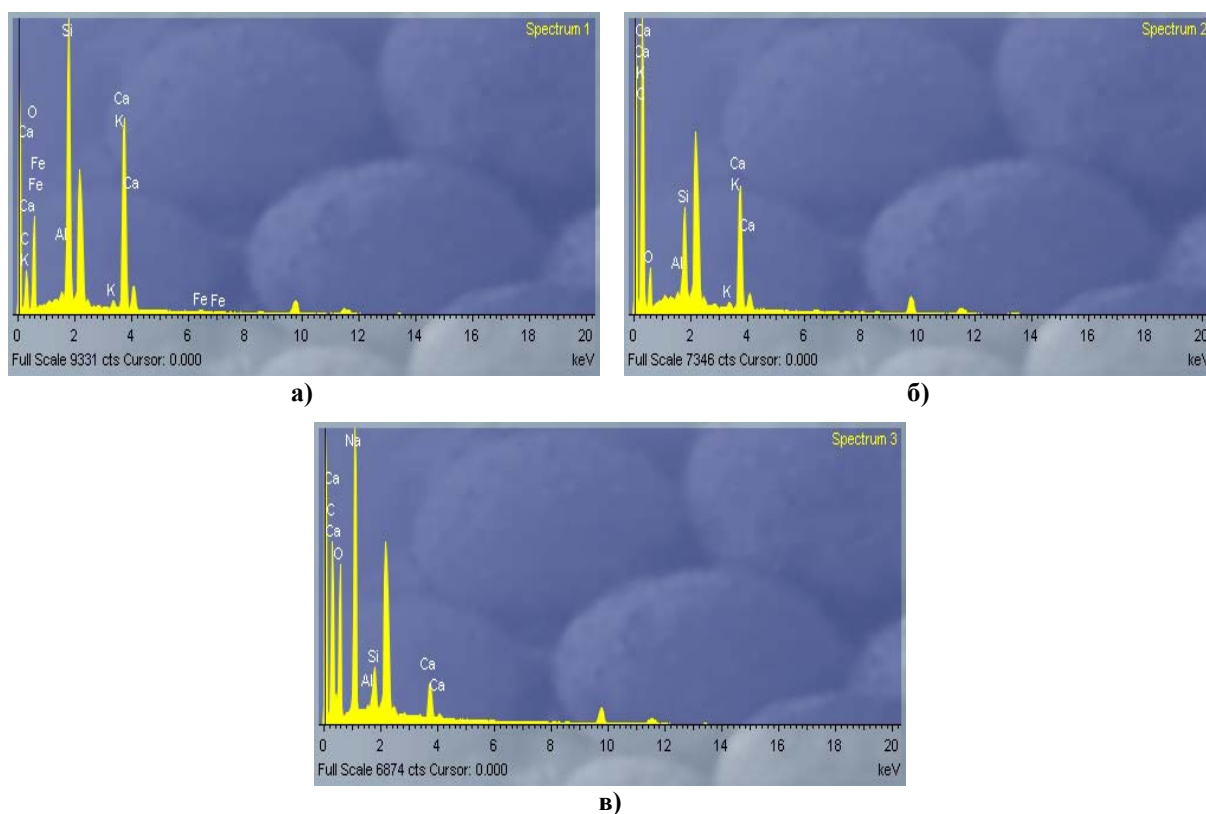 Spectrum 1
Si
O
Ca
Ca
K
Fe
Fe
Ca
Ca
Al
C
K
K
Fe Fe
0 2 4 6 8 10 12 14 16 18 20
Full Scale 9331 cts Cursor: 0.000 keV
а)
Spectrum 2
Ca
Ca
K
C
Ca
K
Si
Ca
O
Al
K
0 2 4 6 8 10 12 14 16 18 20
Full Scale 7346 cts Cursor: 0.000 keV
б)
Spectrum 3
Na
Ca
C
Ca
O
Si
Al
Ca
Ca
0 2 4 6 8 10 12 14 16 18 20
Full Scale 6874 cts Cursor: 0.000 keV
в)